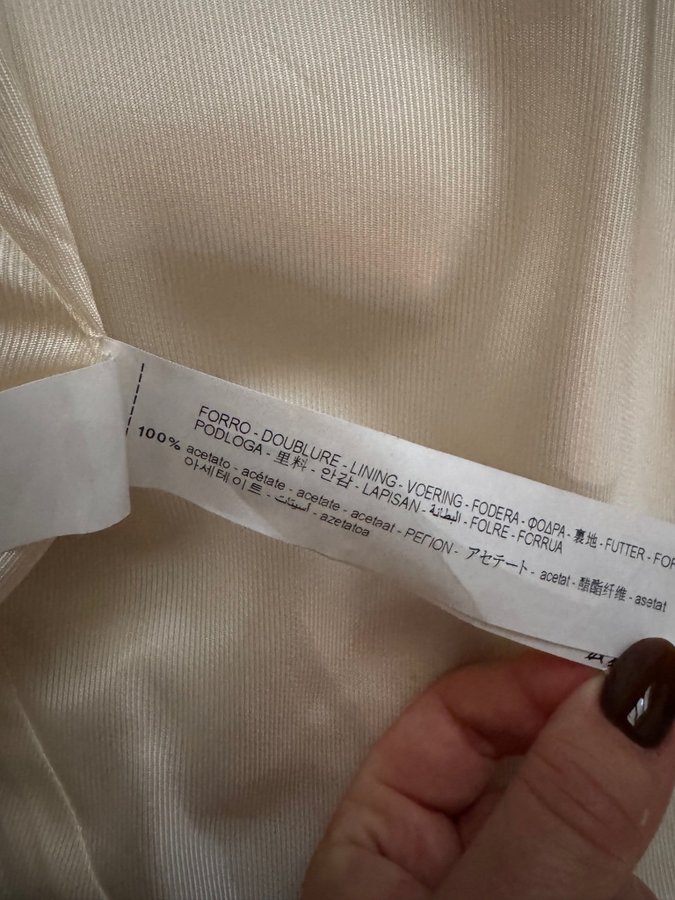 FORRO - DOUBLURE - LINING - VOERING - FODERA - ΦΟΔΡΑ - 裏地 - FUTTER -
PODLOGA - 里料 - 안감 - LAPISAN - البطانة - FOLRE - FORRUA
100% acetato - acétate - acetate - acetaat - РЕГІОN - アセテート - acetat - 醋酯纤维 - asetat
아세테이트 - أسيتات - azetatoa